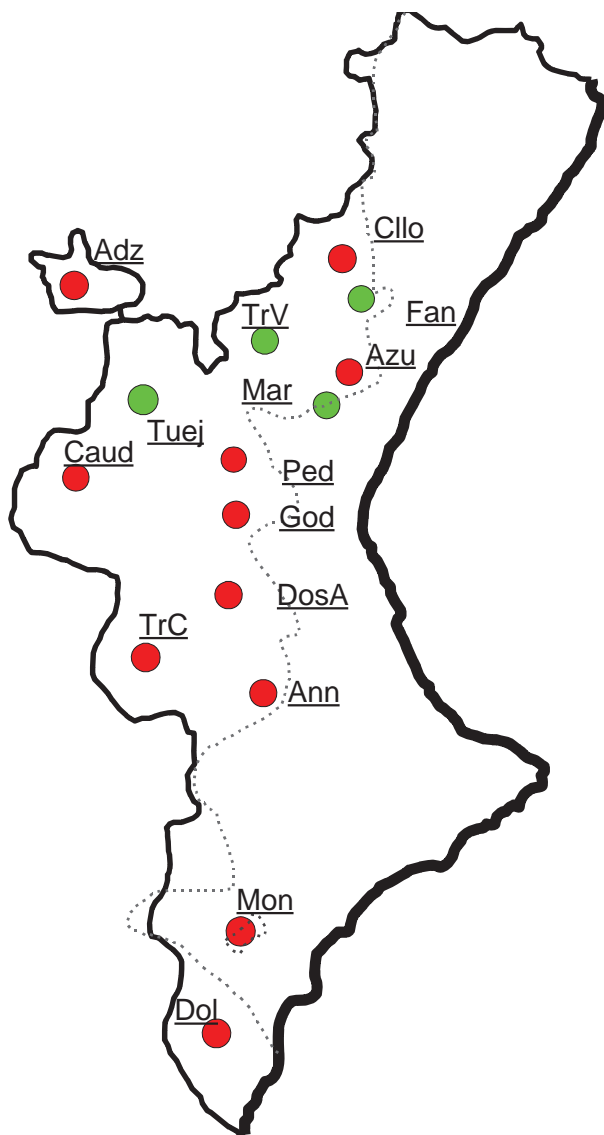 Cllo
Adz
Fan
TrV
Azu
Mar
Tuej
Caud
Ped
God
DosA
TrC
Ann
Mon
Dol